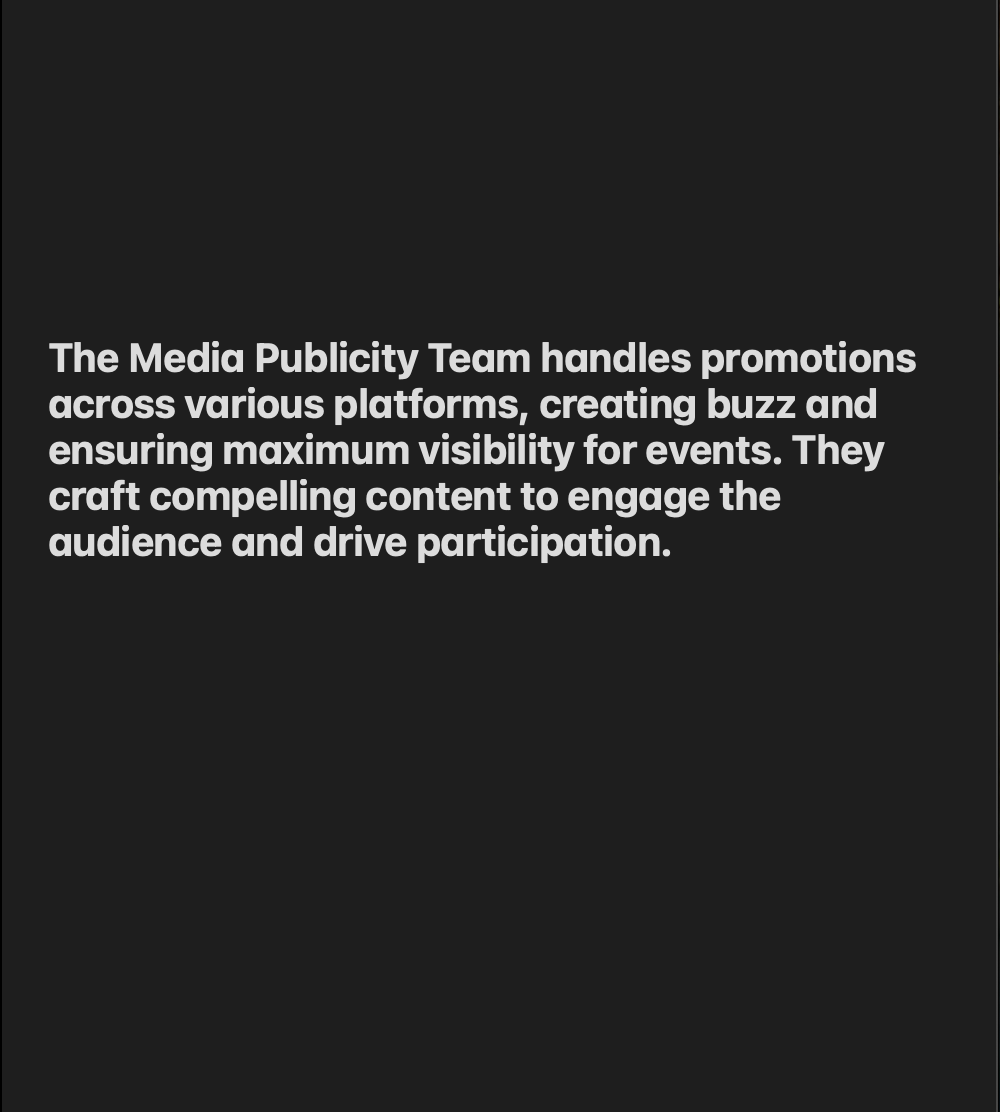 The Media Publicity Team handles promotions
across various platforms, creating buzz and
ensuring maximum visibility for events. They
craft compelling content to engage the
audience and drive participation.